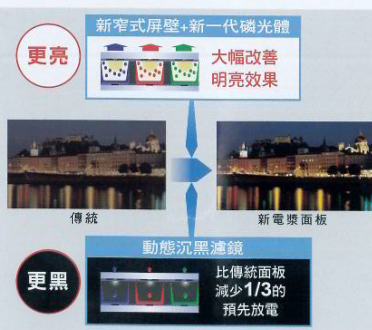 新窄式屏壁+新一代磷光體
更亮
大幅改善
明亮效果
傳統
新電漿面板
動態沉黑濾鏡
更黑
比傳統面板
減少1/3的
預先放電